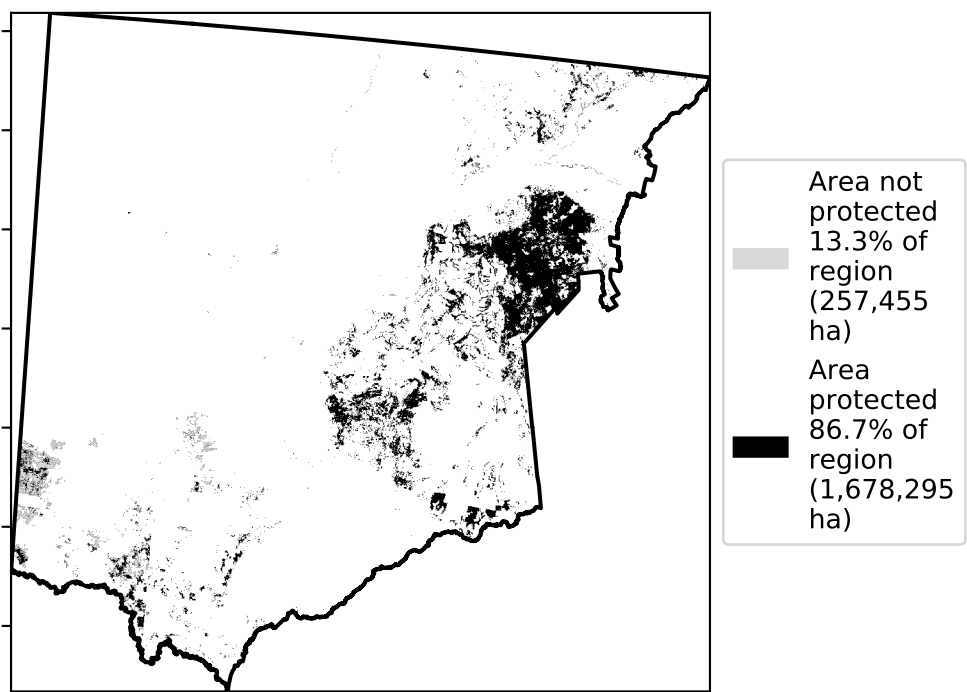 Area not
protected
13.3% of
region
(257,455
ha)
Area
protected
86.7% of
region
(1,678,295
ha)